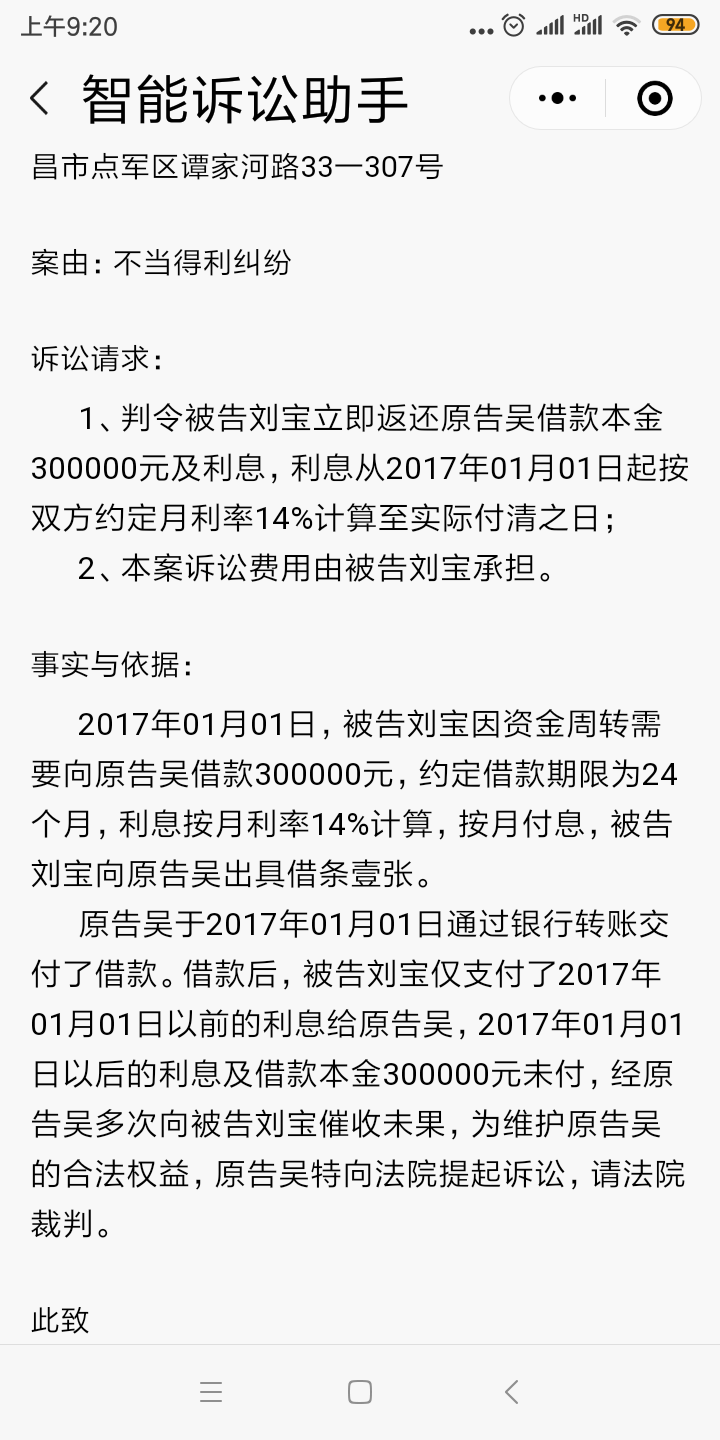 上午9:20
HD
94
智能诉讼助手
昌市点军区谭家河路33一307号
案由：不当得利纠纷
诉讼请求：
1、判令被告刘宝立即返还原告吴借款本金
300000元及利息，利息从2017年01月01日起按
双方约定月利率14%计算至实际付清之日；
2、本案诉讼费用由被告刘宝承担。
事实与依据：
2017年01月01日，被告刘宝因资金周转需
要向原告吴借款300000元，约定借款期限为24
个月，利息按月利率14%计算，按月付息，被告
刘宝向原告吴出具借条壹张。
原告吴于2017年01月01日通过银行转账交
付了借款。借款后，被告刘宝仅支付了2017年
01月01日以前的利息给原告吴，2017年01月01
日以后的利息及借款本金300000元未付，经原
告吴多次向被告刘宝催收未果，为维护原告吴
的合法权益，原告吴特向法院提起诉讼，请法院
裁判。
此致